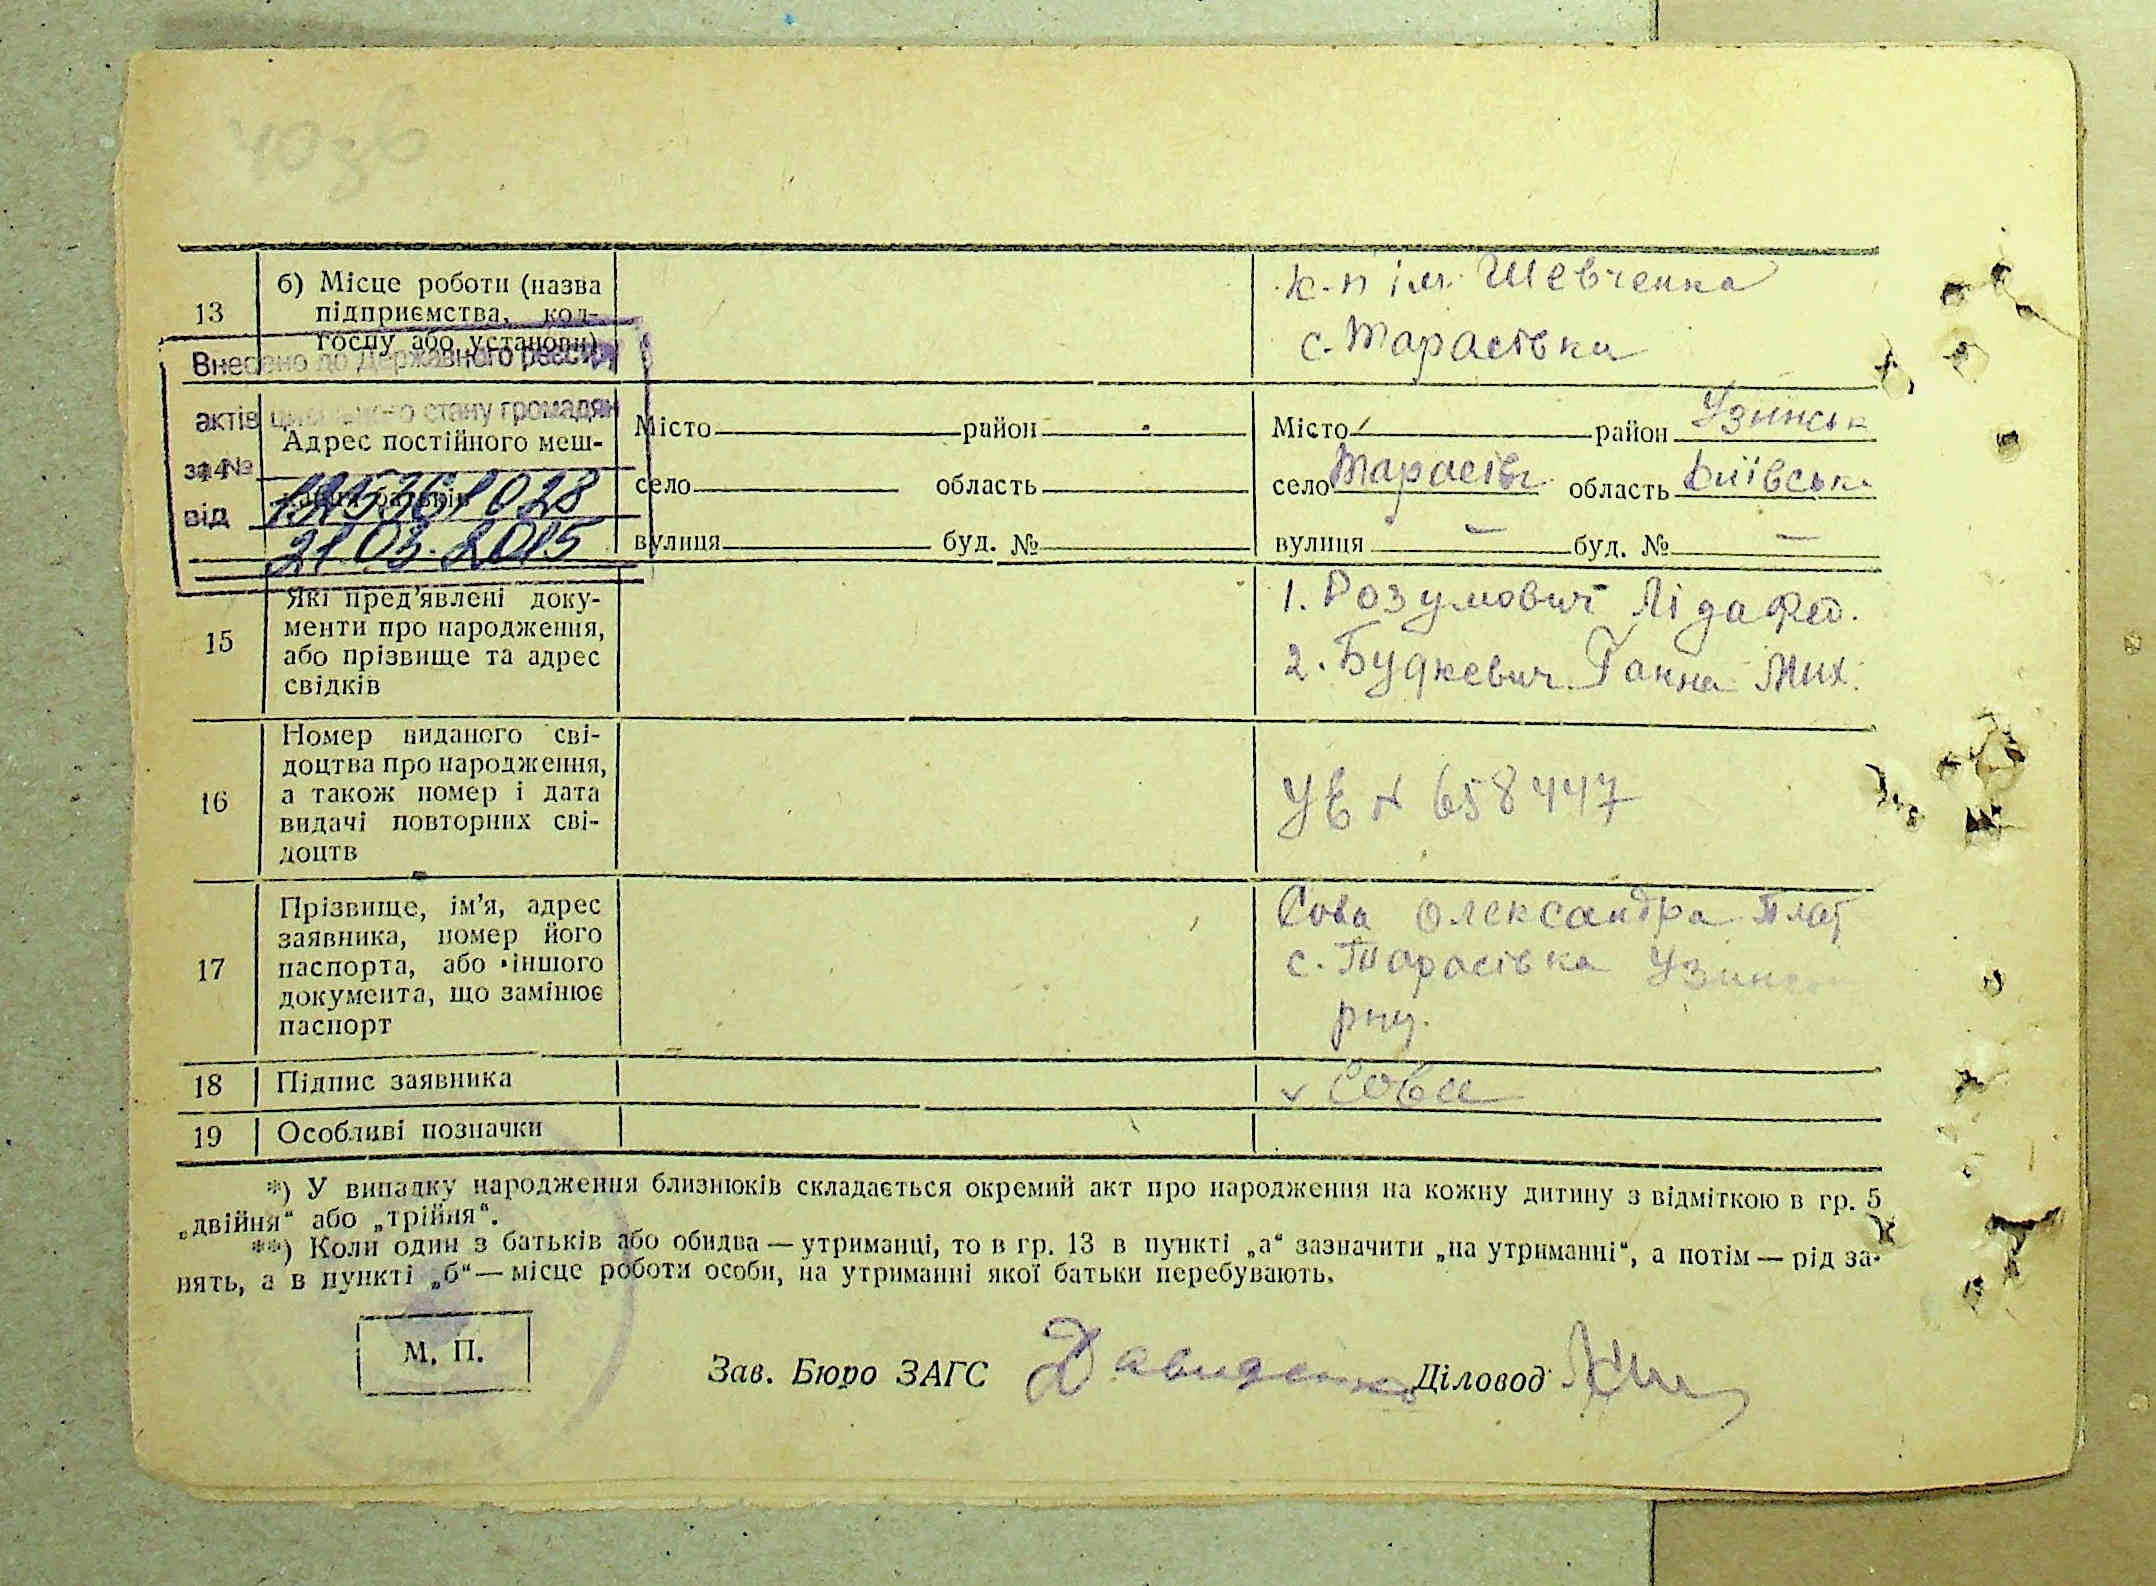 13
б) Місце роботи (назва
підприємства, кол-
госпу або установи)
к-п ім. Шевченка
с. Тарасівка
Внесено до Державного реєстру
актів цивільного стану громадян
за №
від 21.03.2015
14
Адрес постійного меш-
Місто район
село область
вулиця буд. №
Місто район Узинськ
село Тарасівк область Київськ
вулиця — буд. № —
15
Які пред'явлені доку-
менти про народження,
або прізвище та адрес
свідків
1. Розумович Ліда Фед.
2. Будкевич Ганна Мих.
16
Номер виданого сві-
доцтва про народження,
а також номер і дата
видачі повторних сві-
доцтв
УЕ № 658447
17
Прізвище, ім'я, адрес
заявника, номер його
паспорта, або іншого
документа, що замінює
паспорт
Сова Олександра Плат
с. Тарасівка Узинськ
р-ну.
18 Підпис заявника
v Сова
19 Особливі позначки
*) У випадку народження близнюків складається окремий акт про народження на кожну дитину з відміткою в гр. 5
„двійня“ або „трійня“.
**) Коли один з батьків або обидва — утриманці, то в гр. 13 в пункті „а“ зазначити „на утриманні“, а потім — рід за-
нять, а в пункті „б“ — місце роботи особи, на утриманні якої батьки перебувають.
М. П.
Зав. Бюро ЗАГС Давиденко Діловод